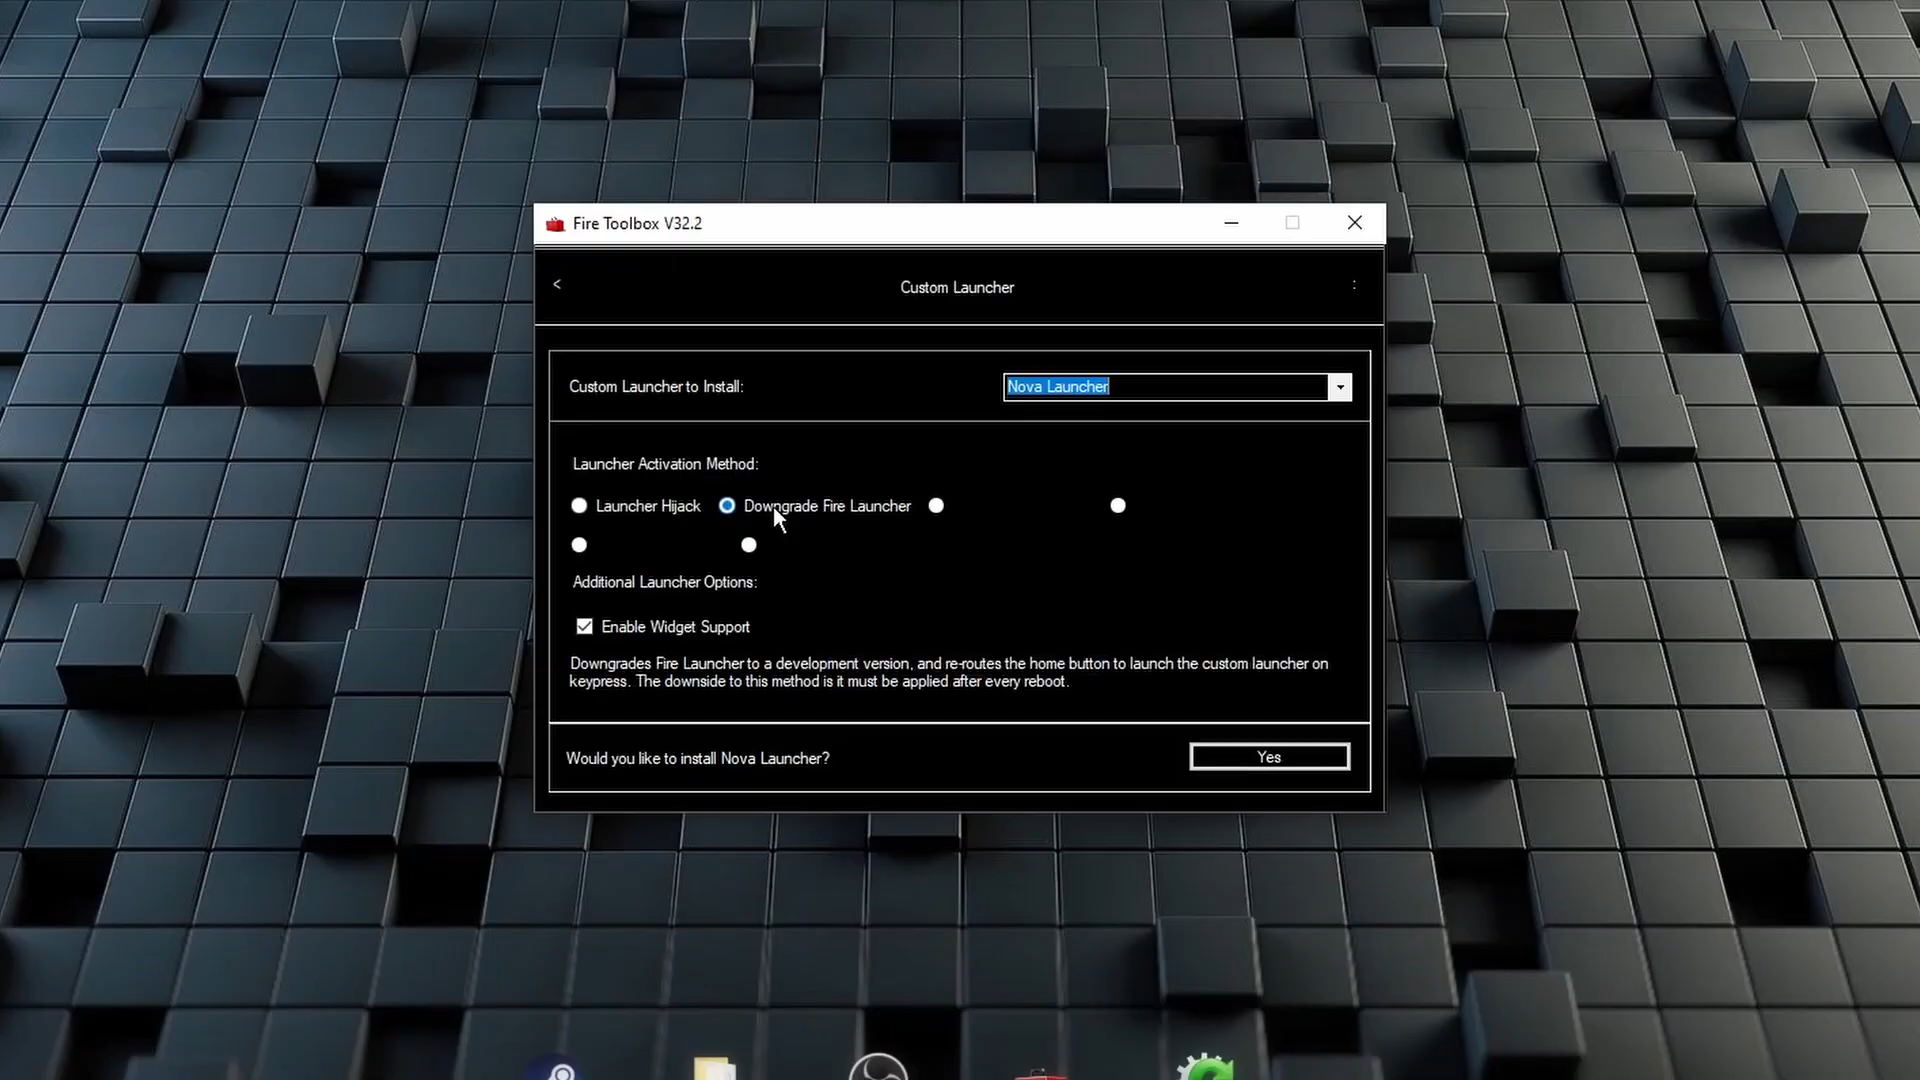 Fire Toolbox V32.2
<
Custom Launcher
:
Custom Launcher to Install:
Nova Launcher
Launcher Activation Method:
Launcher Hijack
Downgrade Fire Launcher
Additional Launcher Options:
Enable Widget Support
Downgrades Fire Launcher to a development version, and re-routes the home button to launch the custom launcher on
keypress. The downside to this method is it must be applied after every reboot.
Would you like to install Nova Launcher?
Yes